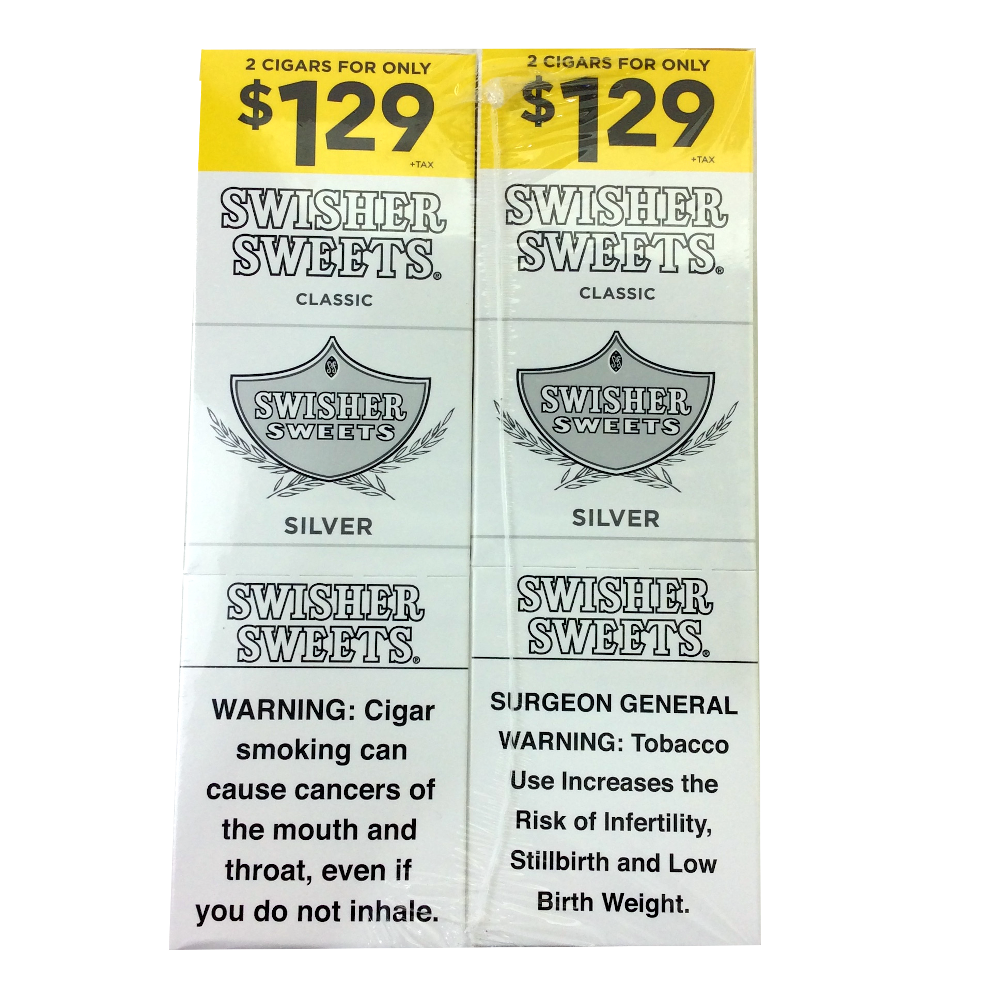 2 CIGARS FOR ONLY
$129
+TAX
SWISHER
SWEETS®
CLASSIC
SWISHER
SWEETS
SILVER
SWISHER
SWEETS®
WARNING: Cigar
smoking can
cause cancers of
the mouth and
throat, even if
you do not inhale.
2 CIGARS FOR ONLY
$129
+TAX
SWISHER
SWEETS®
CLASSIC
SWISHER
SWEETS
SILVER
SWISHER
SWEETS®
SURGEON GENERAL
WARNING: Tobacco
Use Increases the
Risk of Infertility,
Stillbirth and Low
Birth Weight.